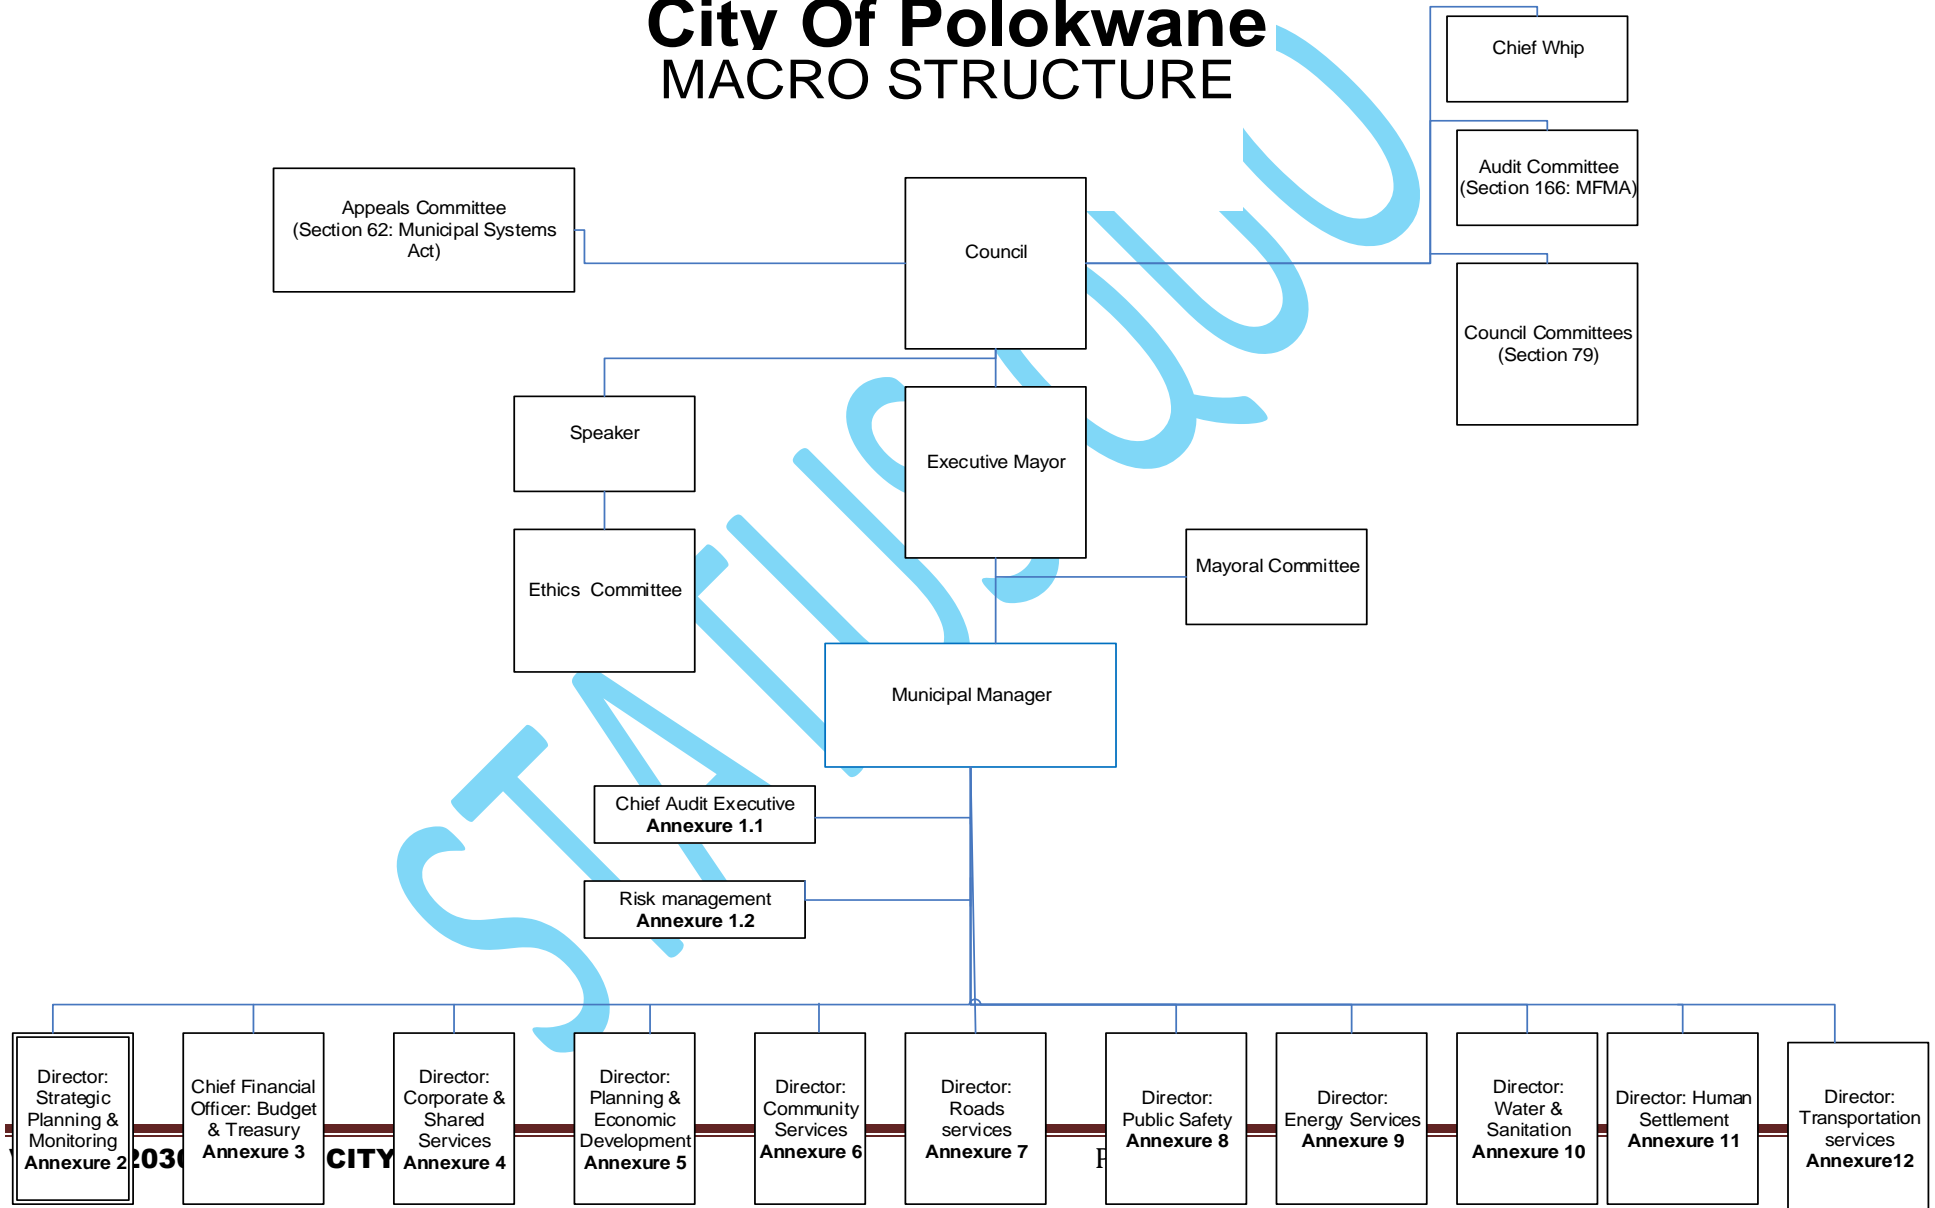 City Of Polokwane
MACRO STRUCTURE
Chief Whip
Audit Committee
(Section 166: MFMA)
Appeals Committee
(Section 62: Municipal Systems
Act)
Council
Council Committees
(Section 79)
Speaker
Executive Mayor
Ethics Committee
Mayoral Committee
Municipal Manager
Chief Audit Executive
Annexure 1.1
Risk management
Annexure 1.2
Director:
Strategic
Planning &
Monitoring
Annexure 2
Chief Financial
Officer: Budget
& Treasury
Annexure 3
Director:
Corporate &
Shared
Services
Annexure 4
Director:
Planning &
Economic
Development
Annexure 5
Director:
Community
Services
Annexure 6
Director:
Roads
services
Annexure 7
Director:
Public Safety
Annexure 8
Director:
Energy Services
Annexure 9
Director:
Water &
Sanitation
Annexure 10
Director: Human
Settlement
Annexure 11
Director:
Transportation
services
Annexure12
STATUS QUO
CITY